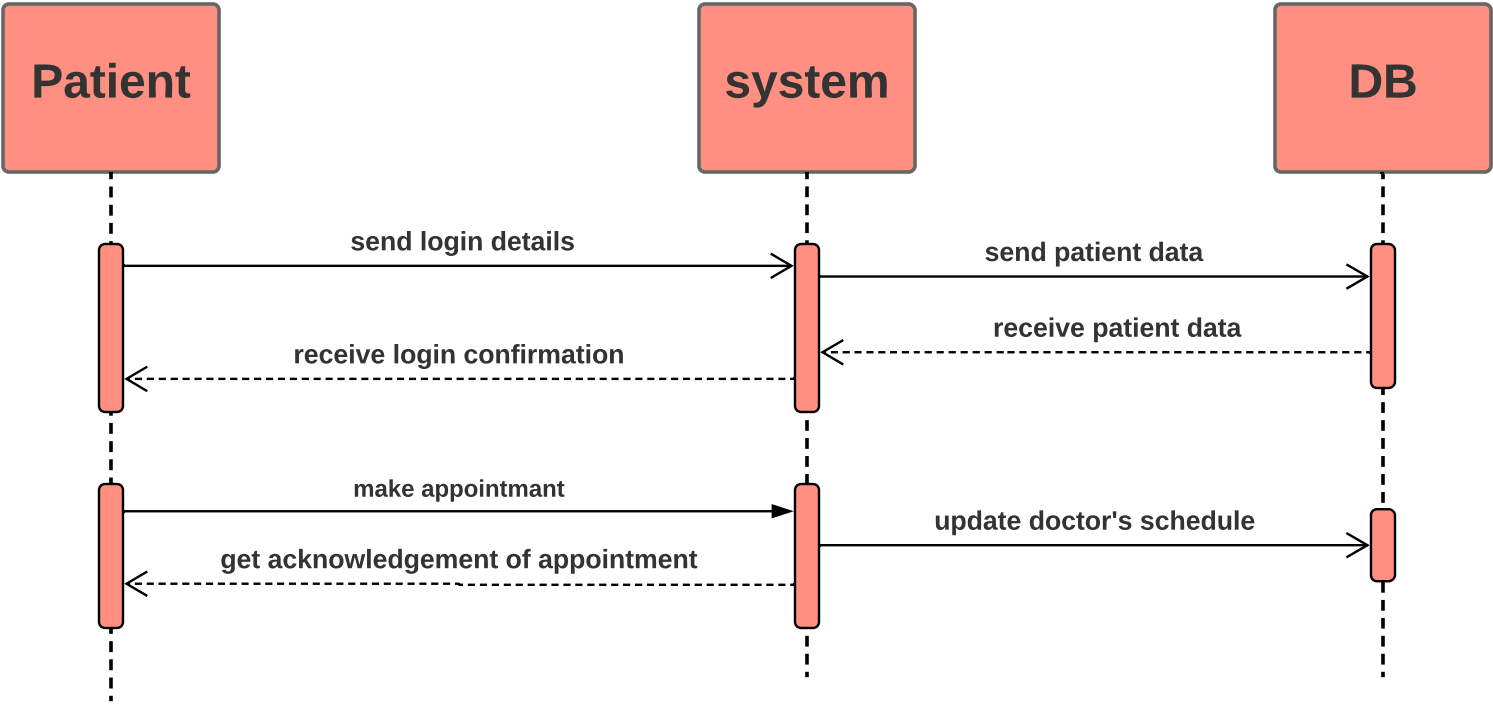 Patient
system
DB
send login details
send patient data
receive patient data
receive login confirmation
make appointmant
update doctor's schedule
get acknowledgement of appointment